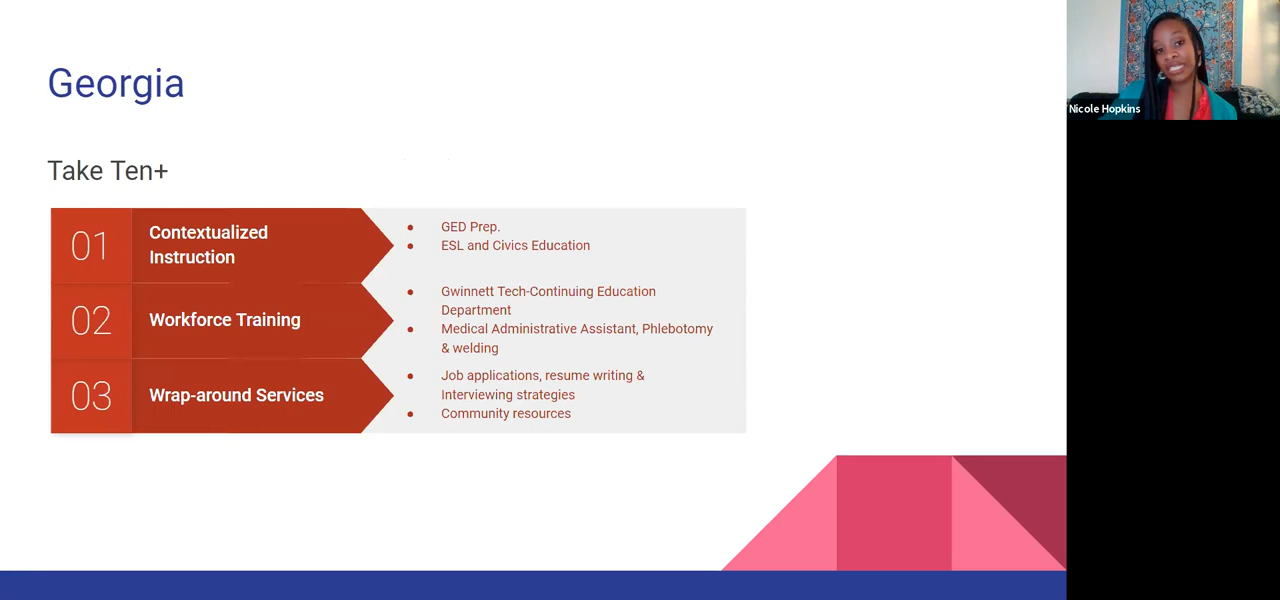 Georgia
Take Ten+
01
Contextualized
Instruction
● GED Prep.
● ESL and Civics Education
02
Workforce Training
● Gwinnett Tech-Continuing Education
Department
● Medical Administrative Assistant, Phlebotomy
& welding
03
Wrap-around Services
● Job applications, resume writing &
Interviewing strategies
● Community resources
Nicole Hopkins